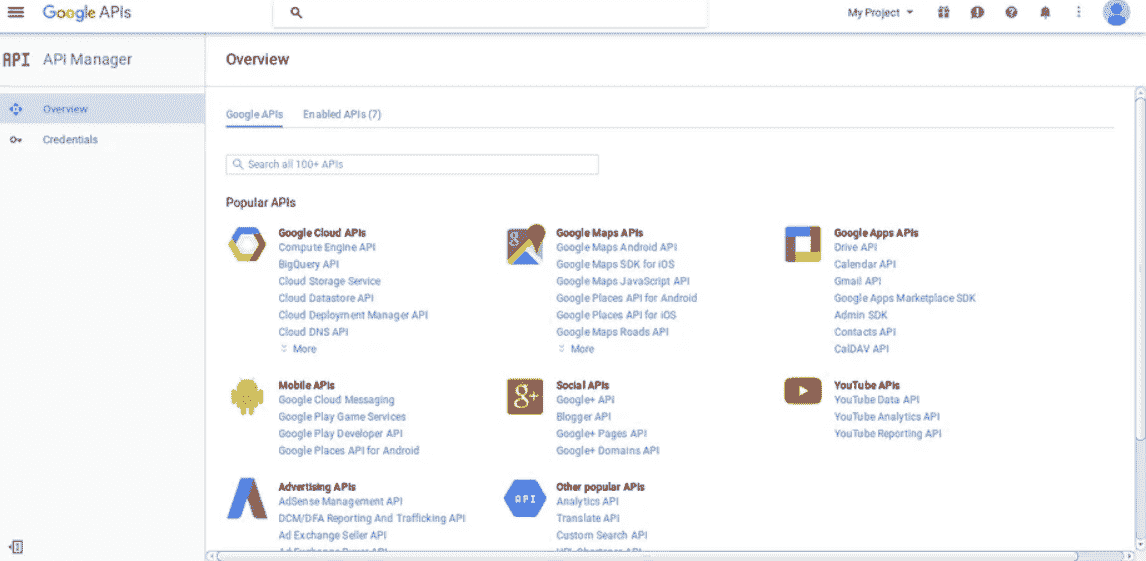 Google APIs
My Project
API API Manager
Overview
Overview
Credentials
Google APIs
Enabled APIs (7)
Search all 100+ APIs
Popular APIs
Google Cloud APIs
Compute Engine API
BigQuery API
Cloud Storage Service
Cloud Datastore API
Cloud Deployment Manager API
Cloud DNS API
More
Google Maps APIs
Google Maps Android API
Google Maps SDK for iOS
Google Maps JavaScript API
Google Places API for Android
Google Places API for iOS
Google Maps Roads API
More
Google Apps APIs
Drive API
Calendar API
Gmail API
Google Apps Marketplace SDK
Admin SDK
Contacts API
CalDAV API
Mobile APIs
Google Cloud Messaging
Google Play Game Services
Google Play Developer API
Google Places API for Android
Social APIs
Google+ API
Blogger API
Google+ Pages API
Google+ Domains API
YouTube APIs
YouTube Data API
YouTube Analytics API
YouTube Reporting API
Advertising APIs
AdSense Management API
DCM/DFA Reporting And Trafficking API
Ad Exchange Seller API
API
Other popular APIs
Analytics API
Translate API
Custom Search API